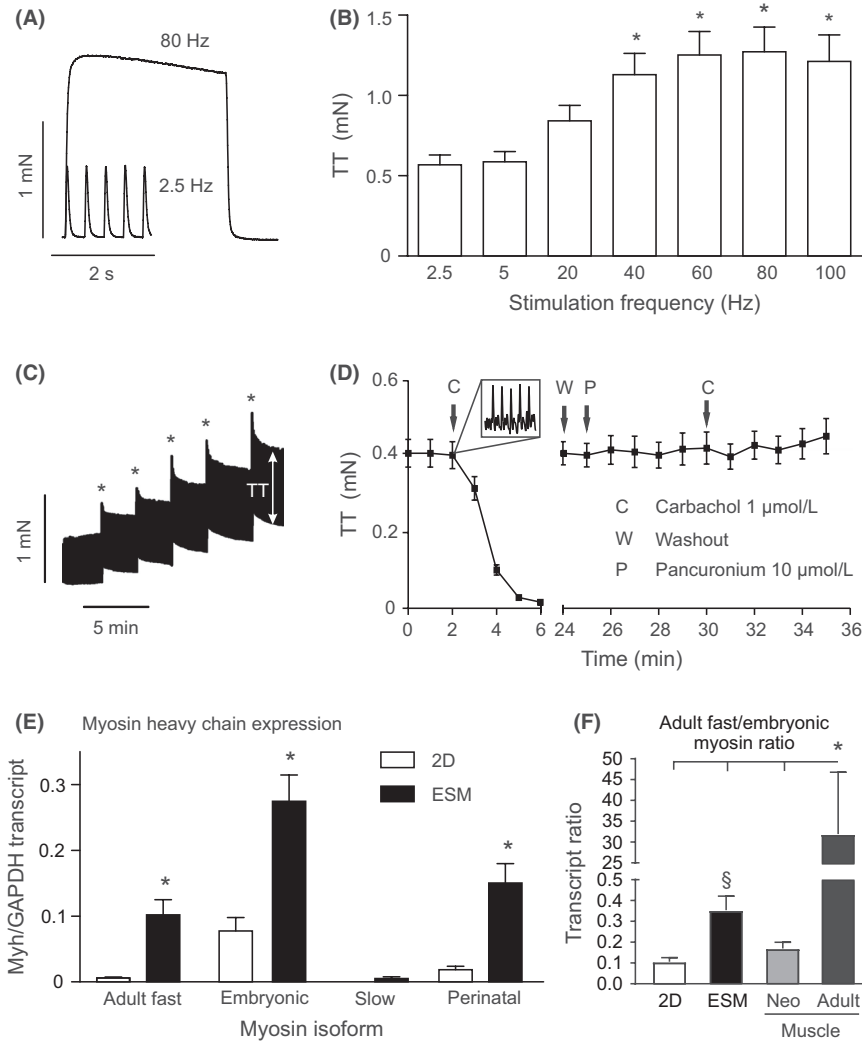 (A)
80 Hz
2.5 Hz
1 mN
2 s
(B)
1.5
1.0
0.5
0
TT (mN)
* * * *
2.5 5 20 40 60 80 100
Stimulation frequency (Hz)
(C)
* * * * *
TT
1 mN
5 min
(D)
0.6
0.4
0.2
0
TT (mN)
C W P C
C Carbachol 1 µmol/L
W Washout
P Pancuronium 10 µmol/L
0 2 4 6 24 26 28 30 32 34 36
Time (min)
(E) Myosin heavy chain expression
0.3
0.2
0.1
0
Myh/GAPDH transcript
2D
ESM
* * *
Adult fast Embryonic Slow Perinatal
Myosin isoform
(F)
Adult fast/embryonic
myosin ratio
*
50
45
40
35
30
25
0.5
0.4
0.3
0.2
0.1
0.0
Transcript ratio
§
2D ESM Neo Adult
Muscle